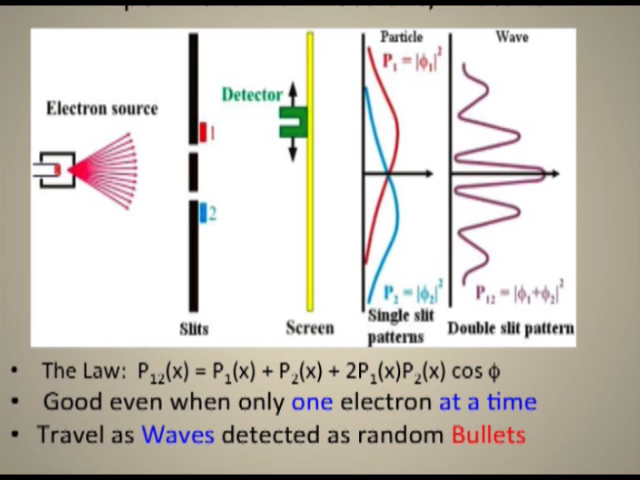 Particle
Wave
P₁ = |ϕ₁|²
Detector
Electron source
1
2
P₂ = |ϕ₂|²
P₁₂ = |ϕ₁+ϕ₂|²
Slits
Screen
Single slit
patterns
Double slit pattern
• The Law: P₁₂(x) = P₁(x) + P₂(x) + 2P₁(x)P₂(x) cos ϕ
• Good even when only one electron at a time
• Travel as Waves detected as random Bullets